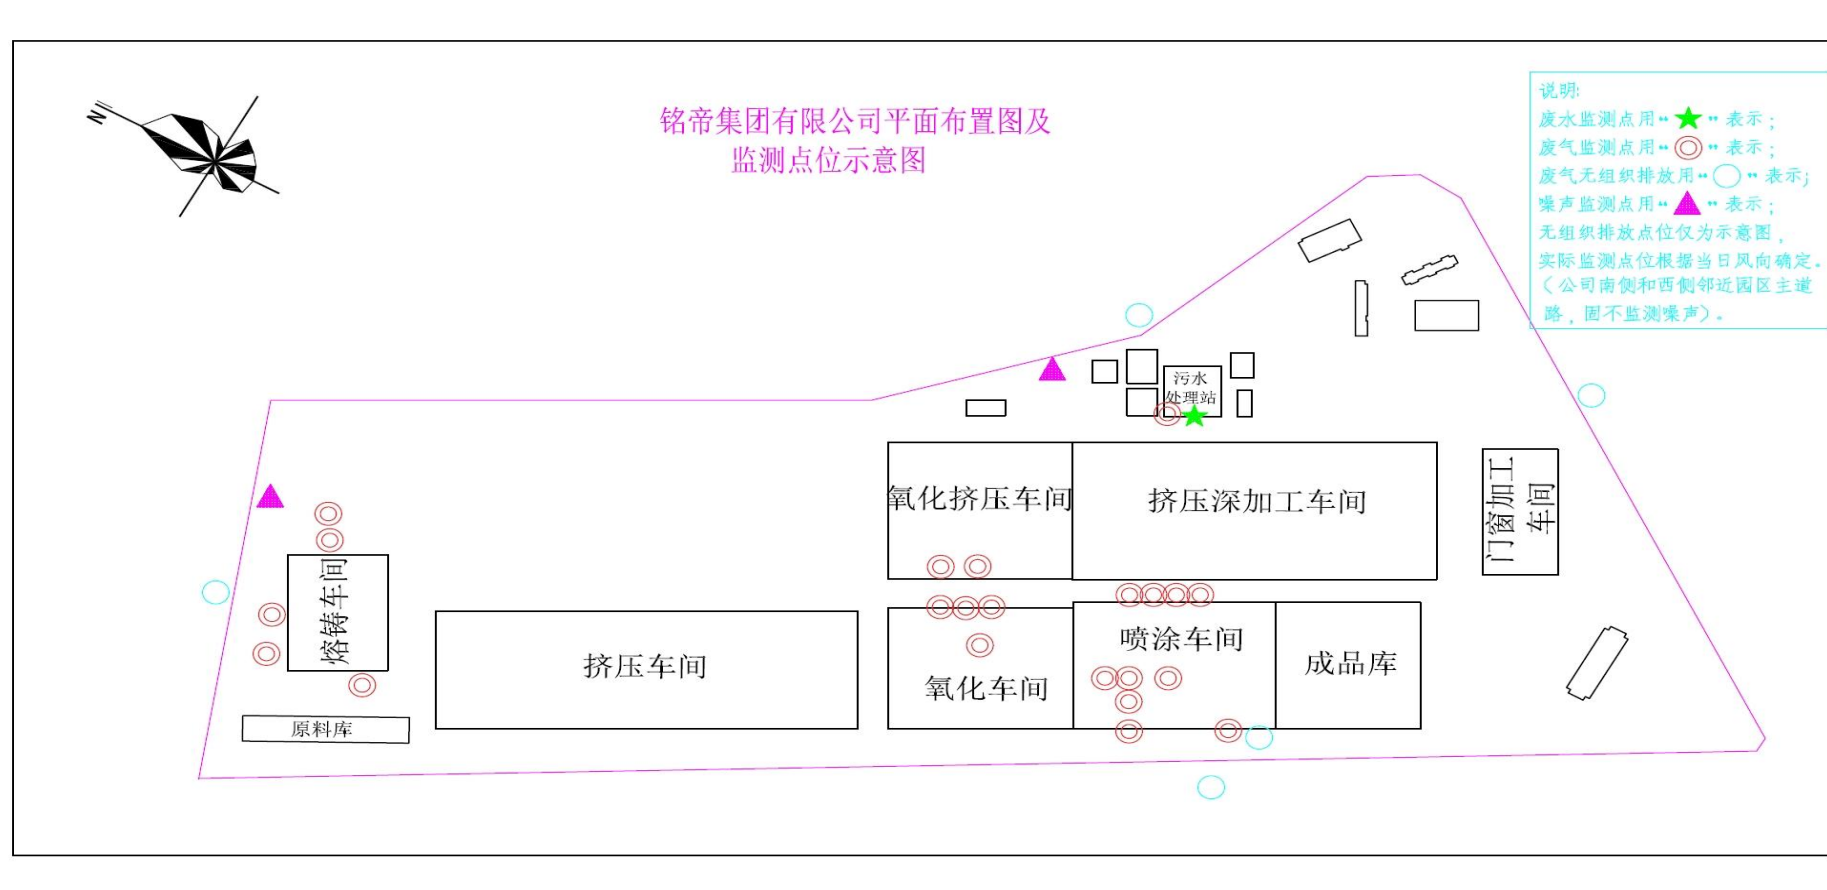 N
铭帝集团有限公司平面布置图及
监测点位示意图
说明:
废水监测点用“★”表示；
废气监测点用“◎”表示；
废气无组织排放用“○”表示;
噪声监测点用“▲”表示；
无组织排放点位仅为示意图，
实际监测点位根据当日风向确定。
（公司南侧和西侧邻近园区主道
路，固不监测噪声）。
污水
处理站
氧化挤压车间
挤压深加工车间
门窗加工
车间
熔铸车间
挤压车间
氧化车间
喷涂车间
成品库
原料库